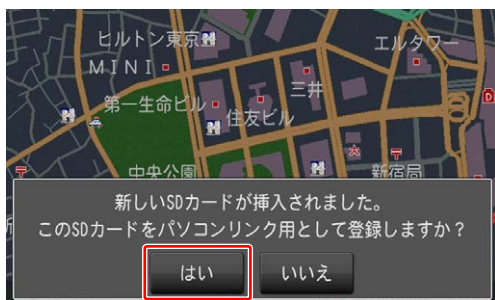 ヒルトン東京
エルタワー
MINI
三井
第一生命ビル
住友ビル
中央公園
新宿局
新しいSDカードが挿入されました。
このSDカードをパソコンリンク用として登録しますか？
はい
いいえ